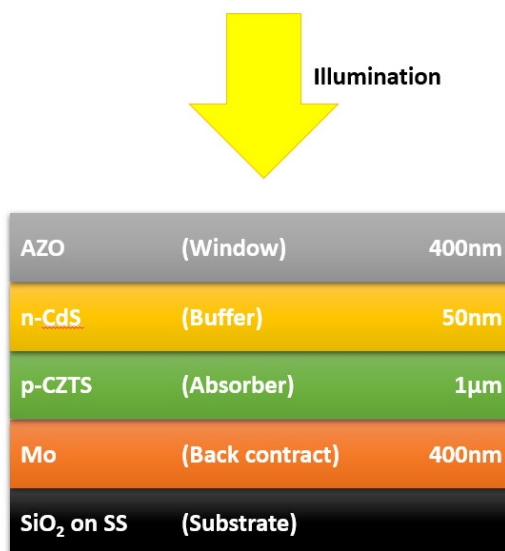 Illumination
AZO (Window) 400nm
n-CdS (Buffer) 50nm
p-CZTS (Absorber) 1μm
Mo (Back contract) 400nm
SiO₂ on SS (Substrate)